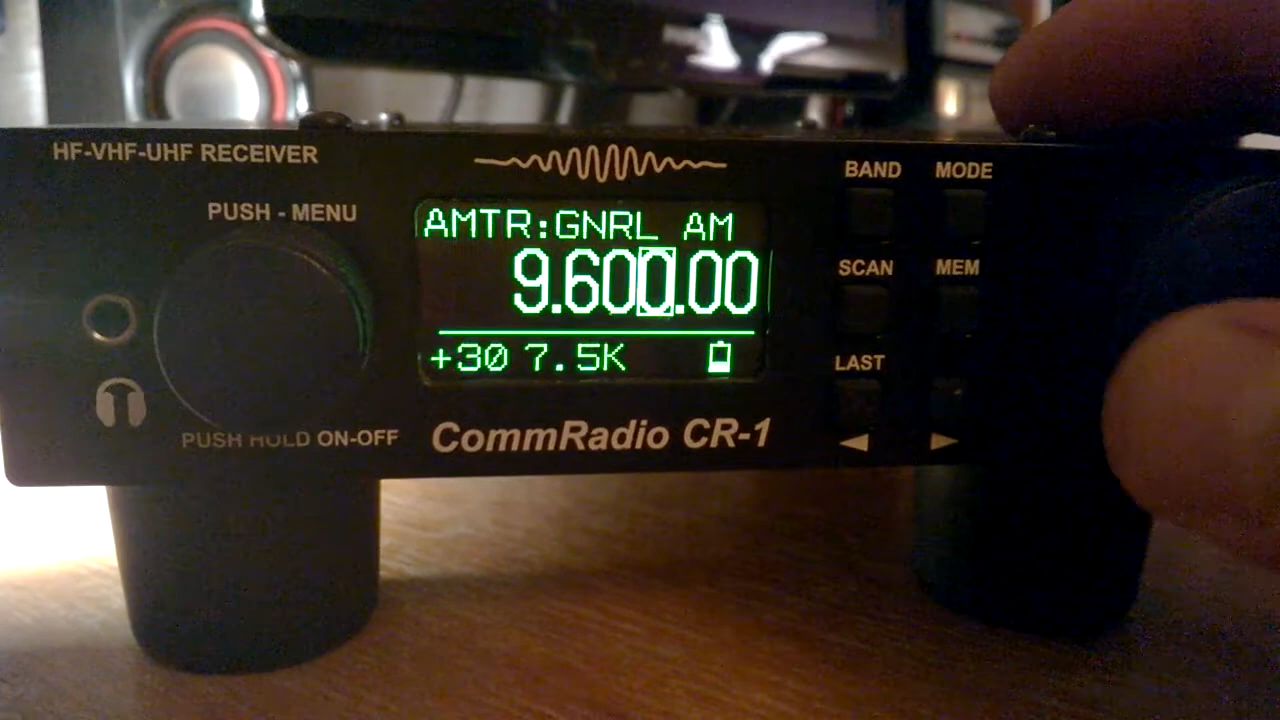 HF-VHF-UHF RECEIVER
PUSH - MENU
AMTR:GNRL AM
9.600.00
+30 7.5K
PUSH HOLD ON-OFF
CommRadio CR-1
BAND MODE
SCAN MEM
LAST